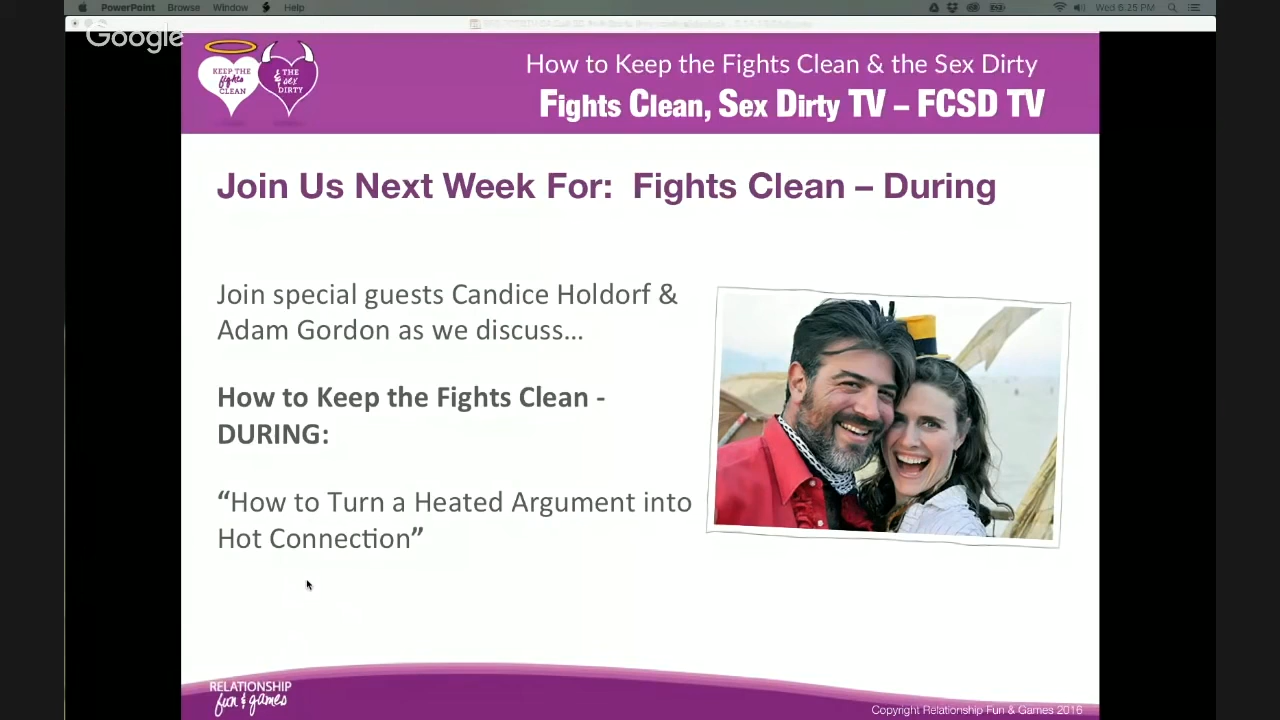 PowerPoint Browse Window Help
Wed 6:25 PM
Google
KEEP THE
fights
CLEAN
& THE
sex
DIRTY
How to Keep the Fights Clean & the Sex Dirty
Fights Clean, Sex Dirty TV – FCSD TV
Join Us Next Week For: Fights Clean – During
Join special guests Candice Holdorf &
Adam Gordon as we discuss...
How to Keep the Fights Clean -
DURING:
“How to Turn a Heated Argument into
Hot Connection”
RELATIONSHIP
fun & games
Copyright Relationship Fun & Games 2016